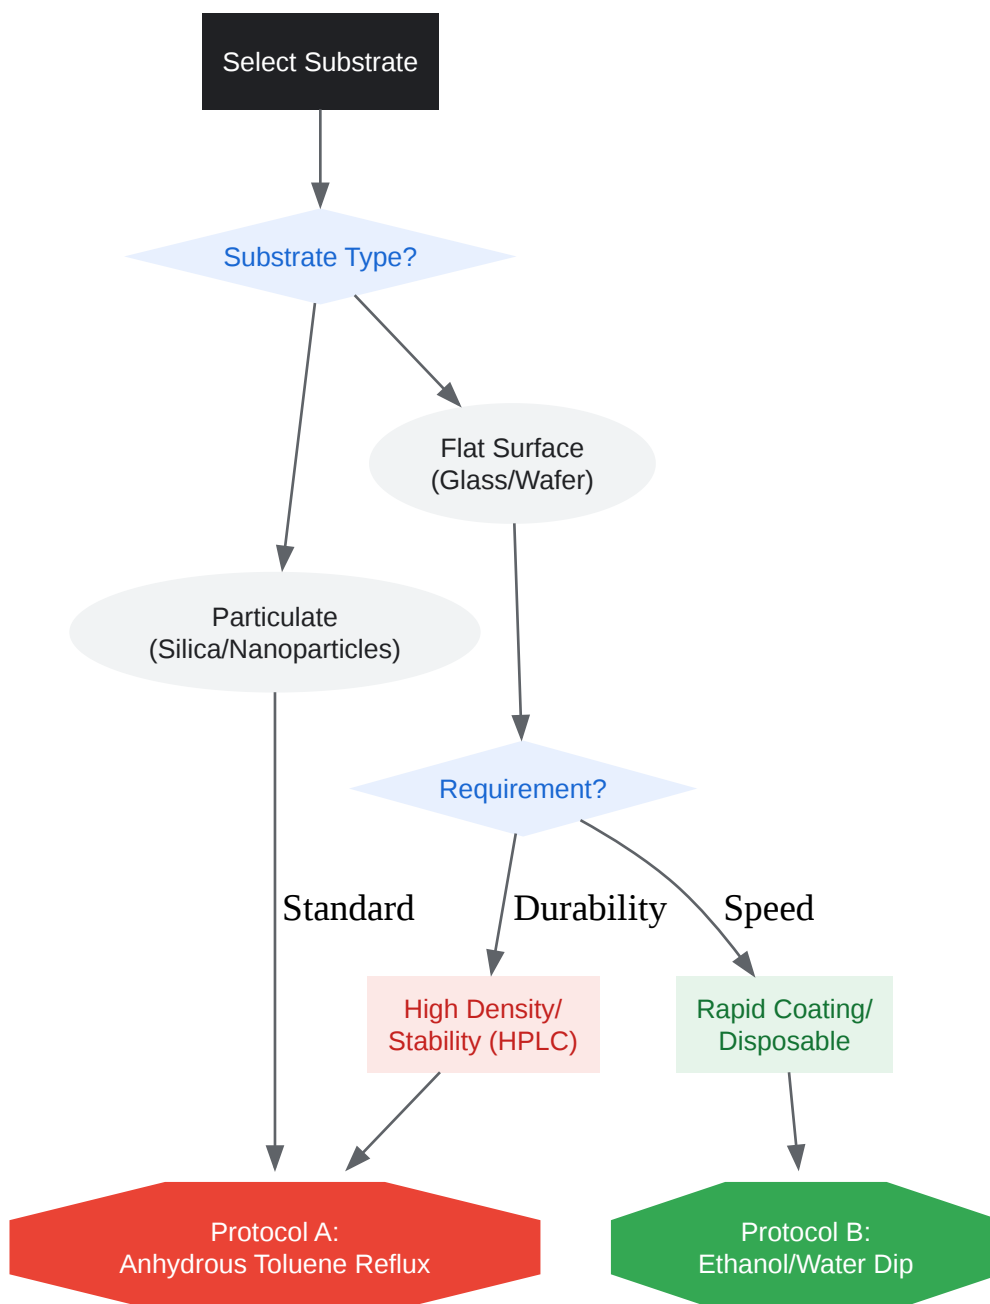 Select Substrate
Substrate Type?
Flat Surface
(Glass/Wafer)
Particulate
(Silica/Nanoparticles)
Requirement?
Standard
Durability
Speed
High Density/
Stability (HPLC)
Rapid Coating/
Disposable
Protocol A:
Anhydrous Toluene Reflux
Protocol B:
Ethanol/Water Dip